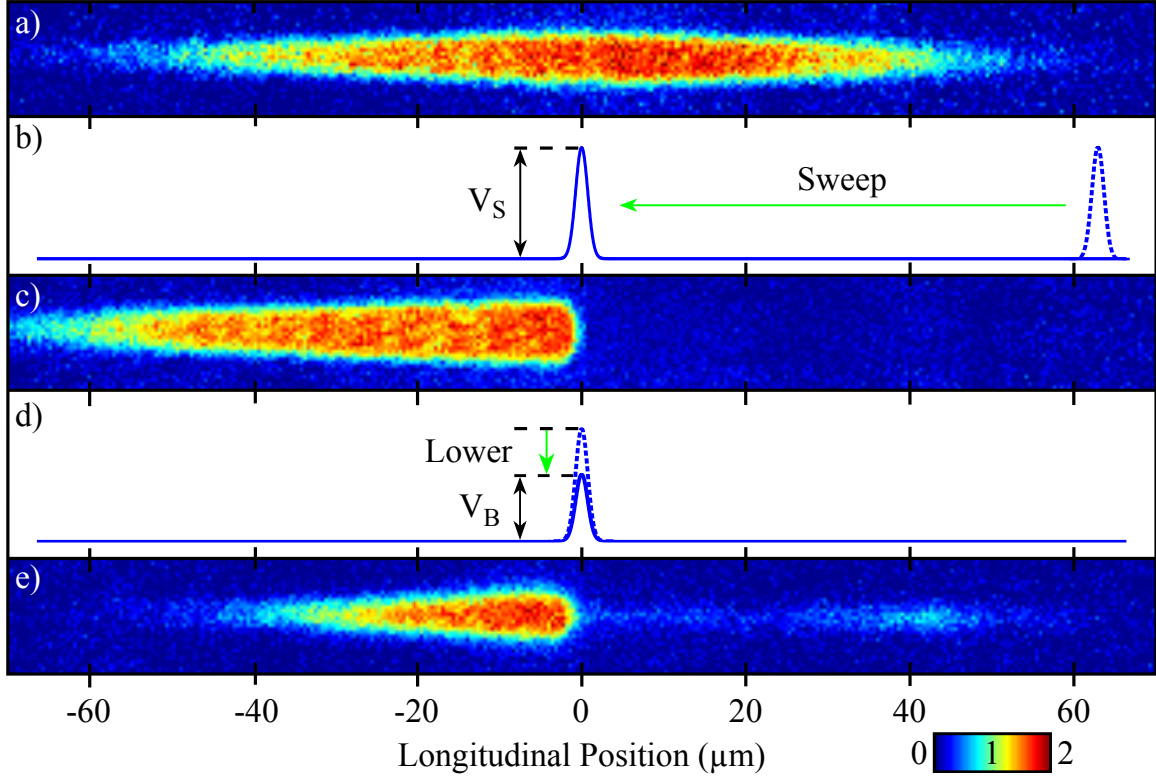 a)
b)
V_S
Sweep
c)
d)
Lower
V_B
e)
-60 -40 -20 0 20 40 60
Longitudinal Position (µm)
0 1 2